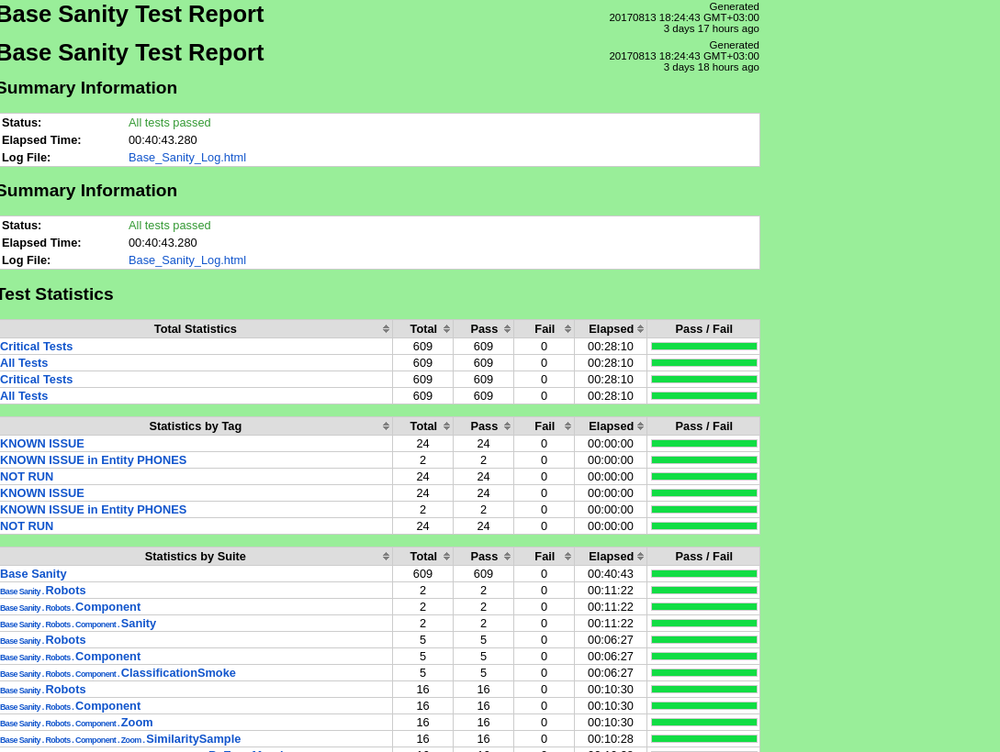 Base Sanity Test Report
Generated
20170813 18:24:43 GMT+03:00
3 days 17 hours ago
Base Sanity Test Report
Generated
20170813 18:24:43 GMT+03:00
3 days 18 hours ago
Summary Information
Status: All tests passed
Elapsed Time: 00:40:43.280
Log File: Base_Sanity_Log.html
Summary Information
Status: All tests passed
Elapsed Time: 00:40:43.280
Log File: Base_Sanity_Log.html
Test Statistics
Total Statistics Total Pass Fail Elapsed Pass / Fail
Critical Tests 609 609 0 00:28:10
All Tests 609 609 0 00:28:10
Critical Tests 609 609 0 00:28:10
All Tests 609 609 0 00:28:10
Statistics by Tag Total Pass Fail Elapsed Pass / Fail
KNOWN ISSUE 24 24 0 00:00:00
KNOWN ISSUE in Entity PHONES 2 2 0 00:00:00
NOT RUN 24 24 0 00:00:00
KNOWN ISSUE 24 24 0 00:00:00
KNOWN ISSUE in Entity PHONES 2 2 0 00:00:00
NOT RUN 24 24 0 00:00:00
Statistics by Suite Total Pass Fail Elapsed Pass / Fail
Base Sanity 609 609 0 00:40:43
Base Sanity . Robots 2 2 0 00:11:22
Base Sanity . Robots . Component 2 2 0 00:11:22
Base Sanity . Robots . Component . Sanity 2 2 0 00:11:22
Base Sanity . Robots 5 5 0 00:06:27
Base Sanity . Robots . Component 5 5 0 00:06:27
Base Sanity . Robots . Component . ClassificationSmoke 5 5 0 00:06:27
Base Sanity . Robots 16 16 0 00:10:30
Base Sanity . Robots . Component 16 16 0 00:10:30
Base Sanity . Robots . Component . Zoom 16 16 0 00:10:30
Base Sanity . Robots . Component . Zoom . SimilaritySample 16 16 0 00:10:28